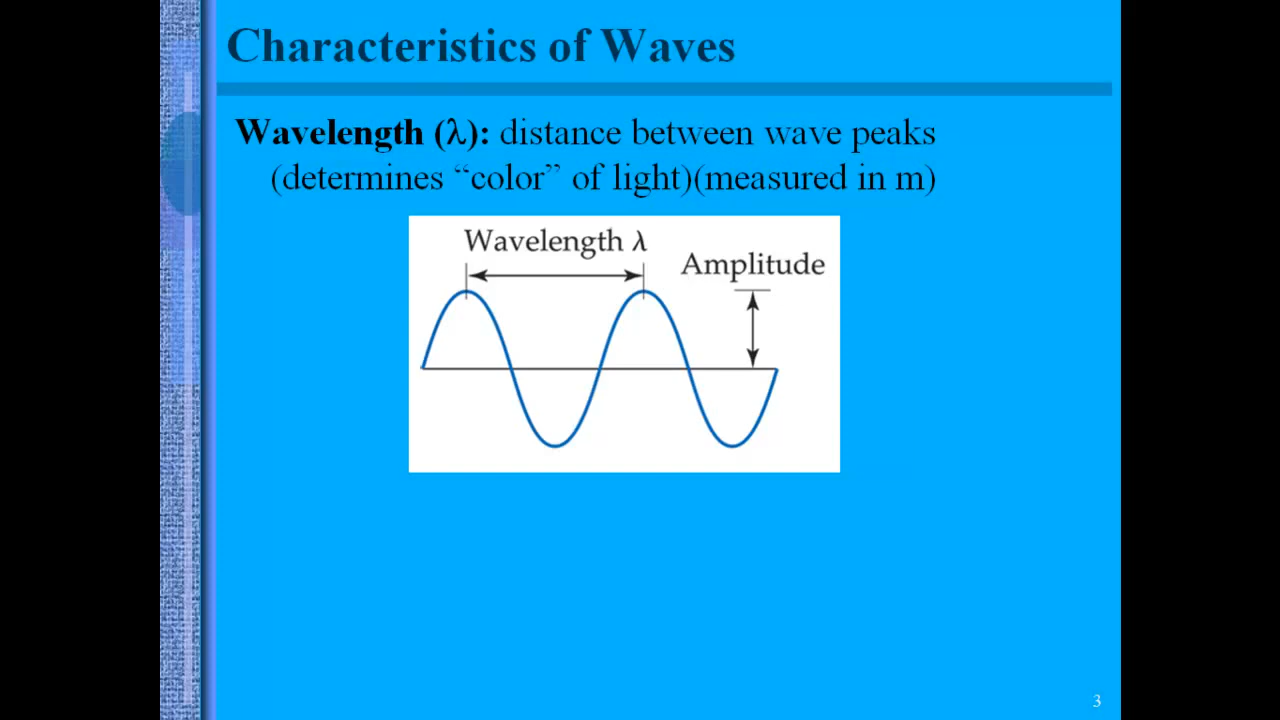 Characteristics of Waves
Wavelength (λ): distance between wave peaks
(determines “color” of light)(measured in m)
Wavelength λ
Amplitude
3